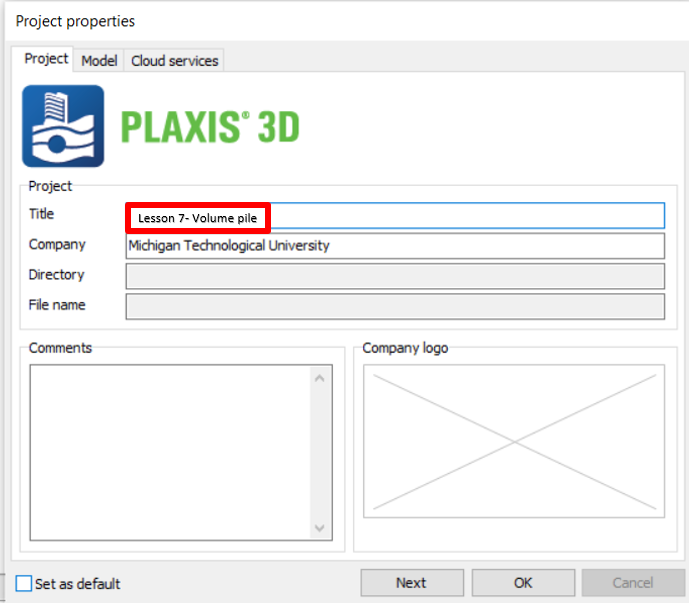 Project properties
Project Model Cloud services
PLAXIS® 3D
Project
Title Lesson 7- Volume pile
Company Michigan Technological University
Directory
File name
Comments Company logo
Set as default Next OK Cancel